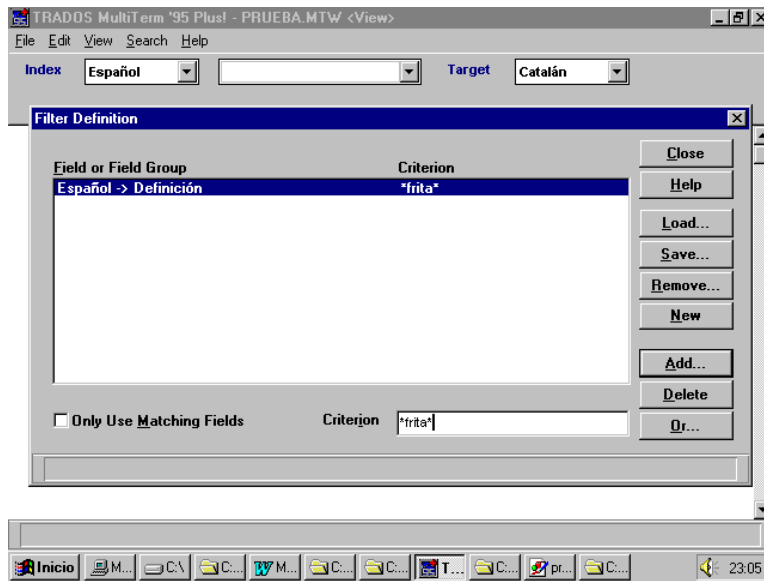 TRADOS MultiTerm '95 Plus! - PRUEBA.MTW <View>
File Edit View Search Help
Index Español Target Catalán
Filter Definition
Close
Field or Field Group Criterion
Help
Español -> Definición *frita*
Load...
Save...
Remove...
New
Add...
Delete
Only Use Matching Fields Criterion *frita*
Or...
Inicio M... C:\ C:... M... C:... C:... T... C:... pr... C:... 23:05